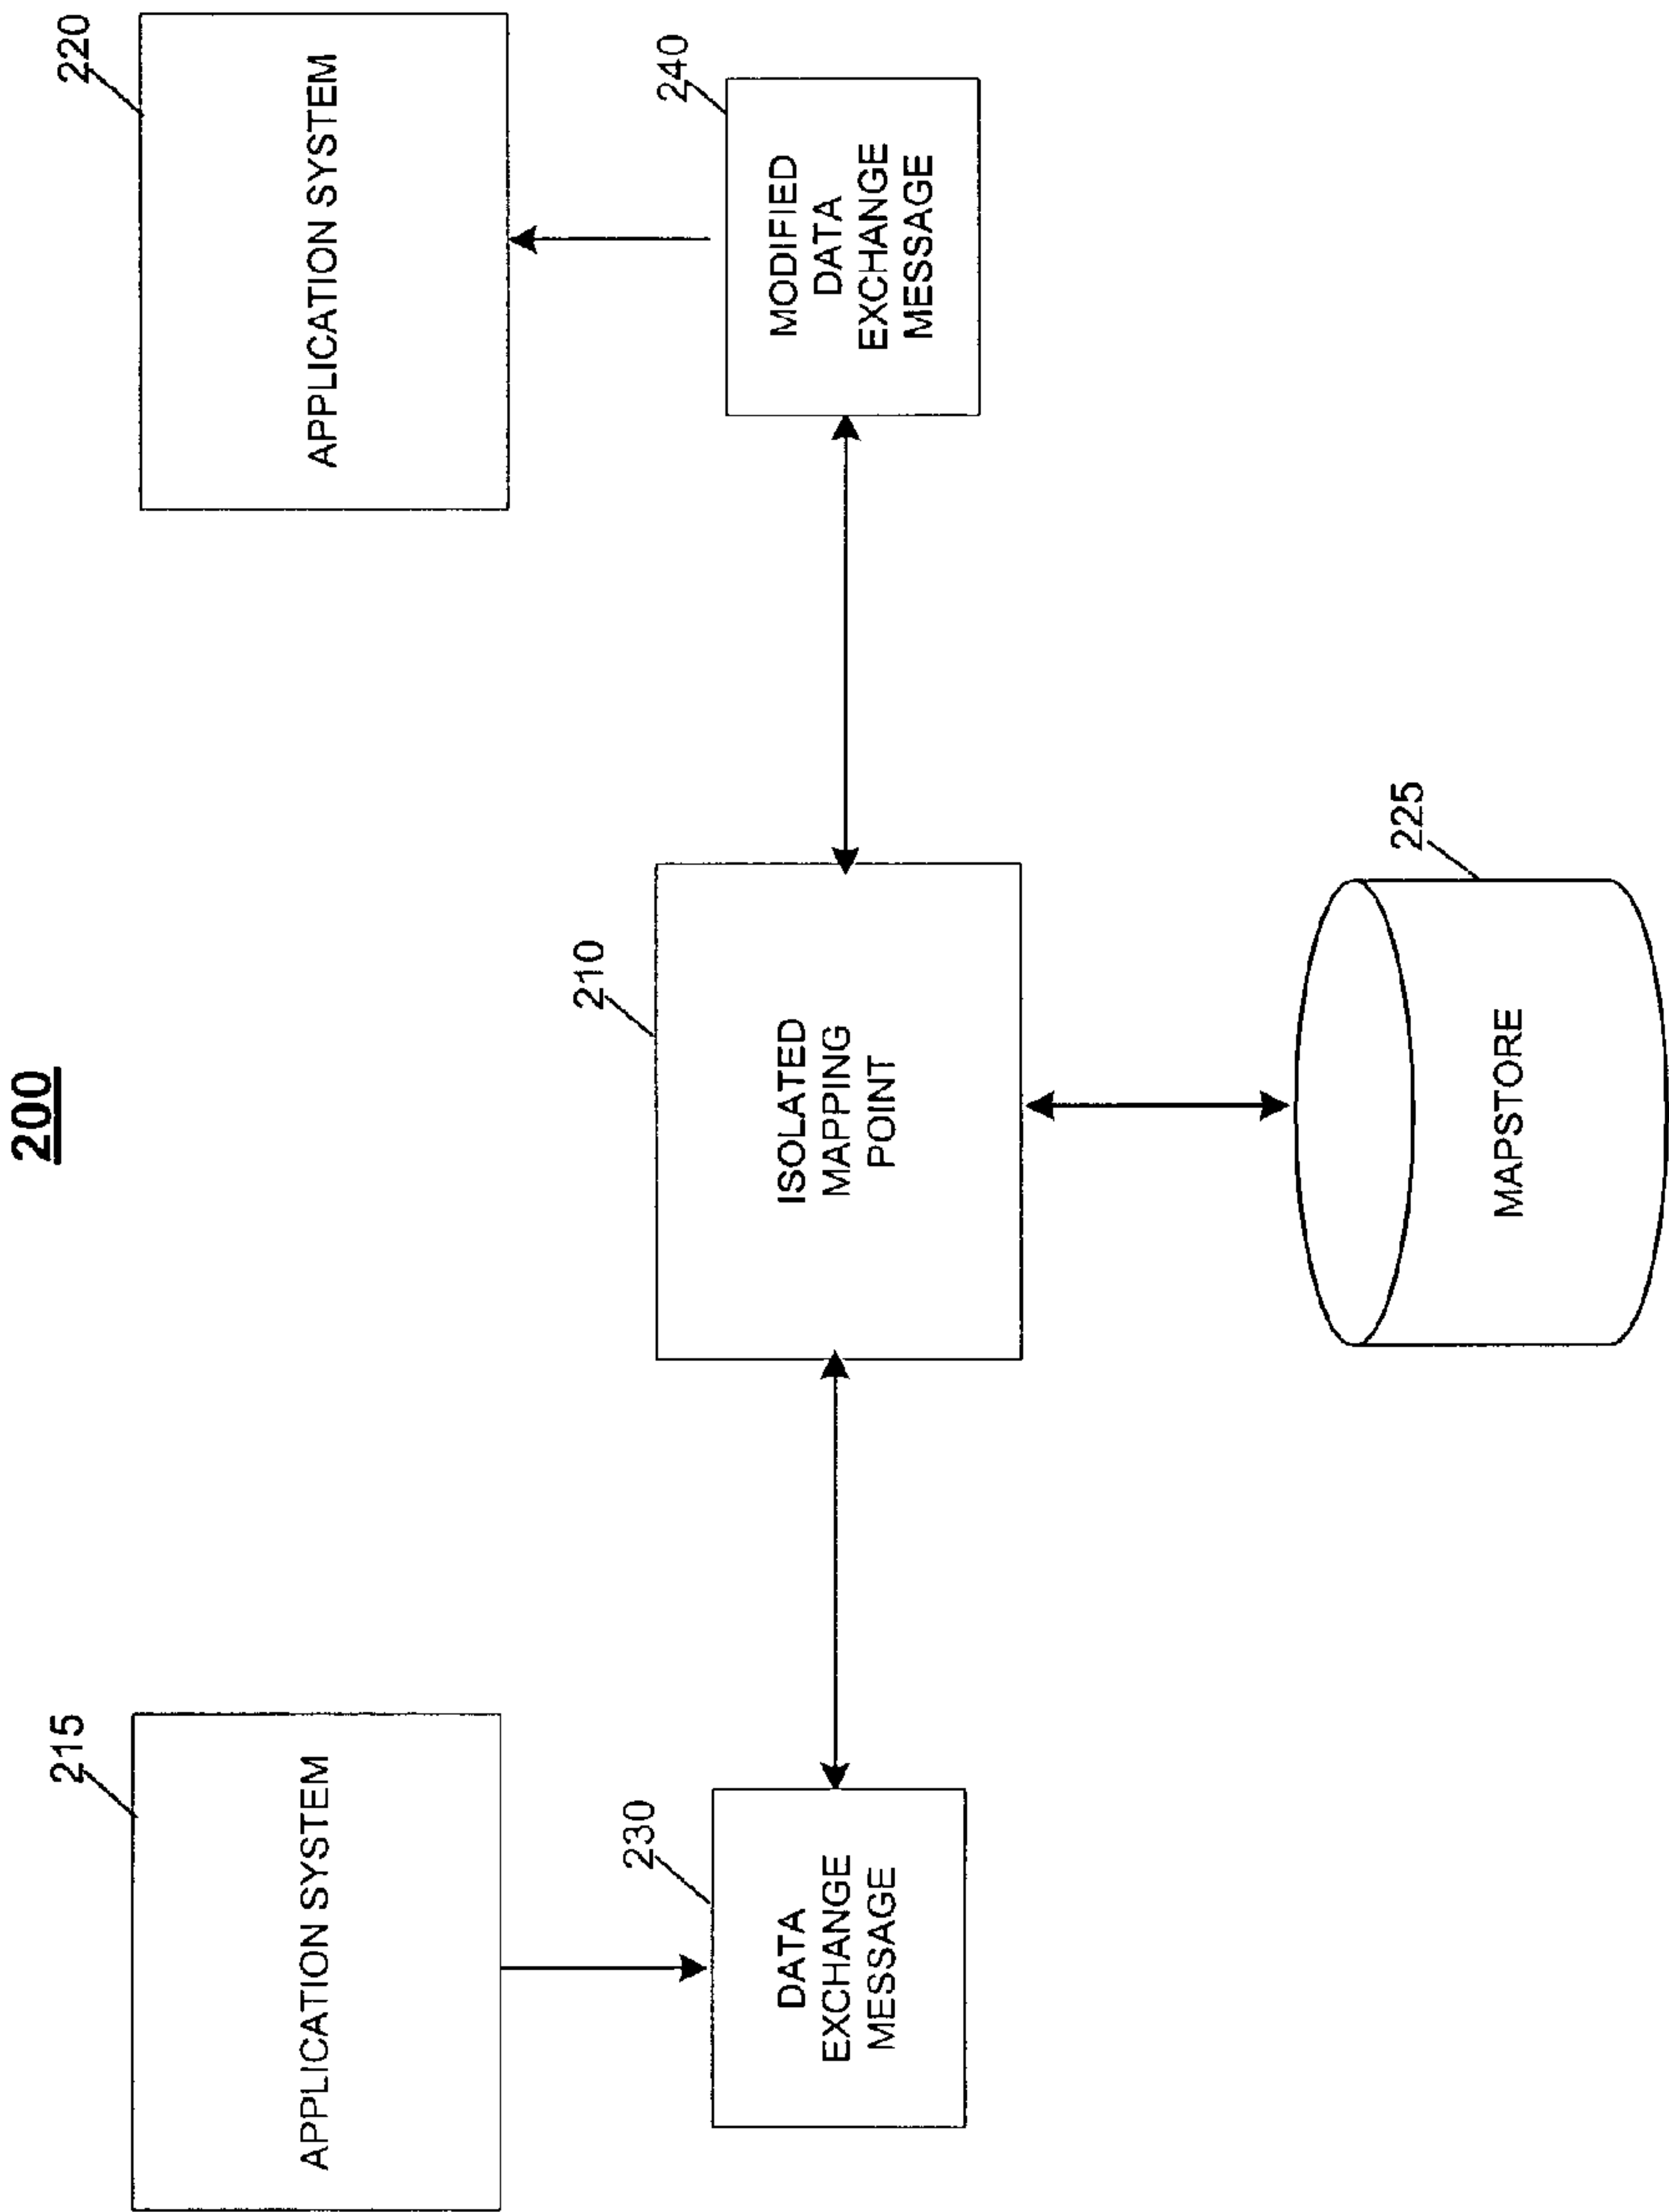 200
215
APPLICATION SYSTEM
220
APPLICATION SYSTEM
210
ISOLATED
MAPPING
POINT
230
DATA
EXCHANGE
MESSAGE
240
MODIFIED
DATA
EXCHANGE
MESSAGE
225
MAPSTORE